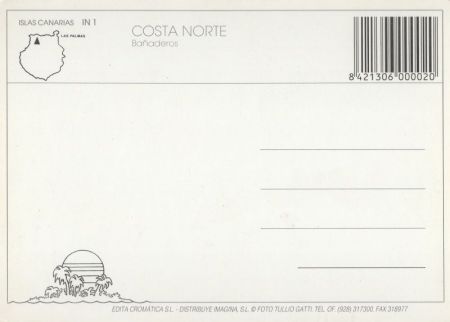 ISLAS CANARIAS IN 1
LAS PALMAS
COSTA NORTE
Bañaderos
8 421306 000020
EDITA CROMÁTICA S.L. - DISTRIBUYE IMAGINA, S.L. © FOTO TULLIO GATTI. TEL. OF. (928) 317300. FAX 318977